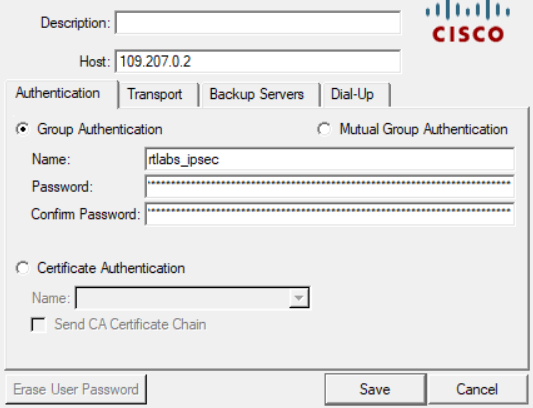 Description:
CISCO
Host: 109.207.0.2
Authentication Transport Backup Servers Dial-Up
Group Authentication Mutual Group Authentication
Name: rtlabs_ipsec
Password: ********************************************************************************
Confirm Password: ********************************************************************************
Certificate Authentication
Name:
Send CA Certificate Chain
Erase User Password Save Cancel